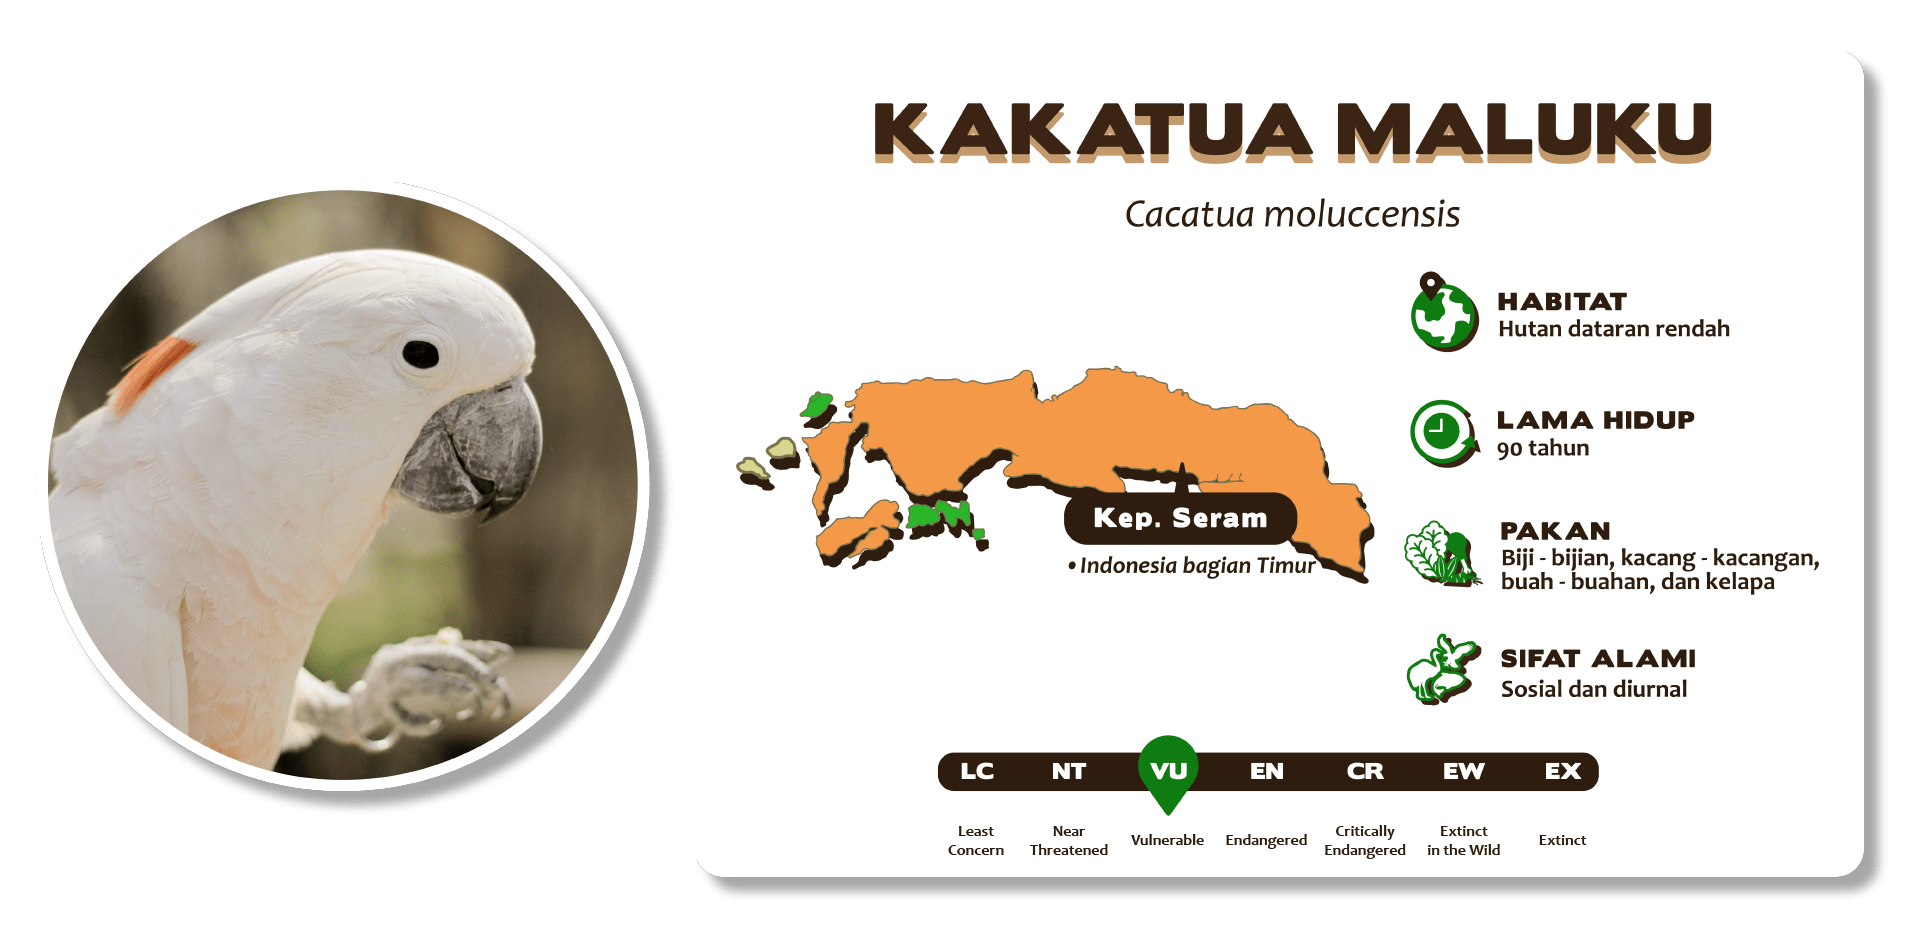 KAKATUA MALUKU
Cacatua moluccensis
HABITAT
Hutan dataran rendah
LAMA HIDUP
90 tahun
PAKAN
Biji - bijian, kacang - kacangan,
buah - buahan, dan kelapa
SIFAT ALAMI
Sosial dan diurnal
Kep. Seram
• Indonesia bagian Timur
LC NT VU EN CR EW EX
Least Concern
Near Threatened
Vulnerable
Endangered
Critically Endangered
Extinct in the Wild
Extinct